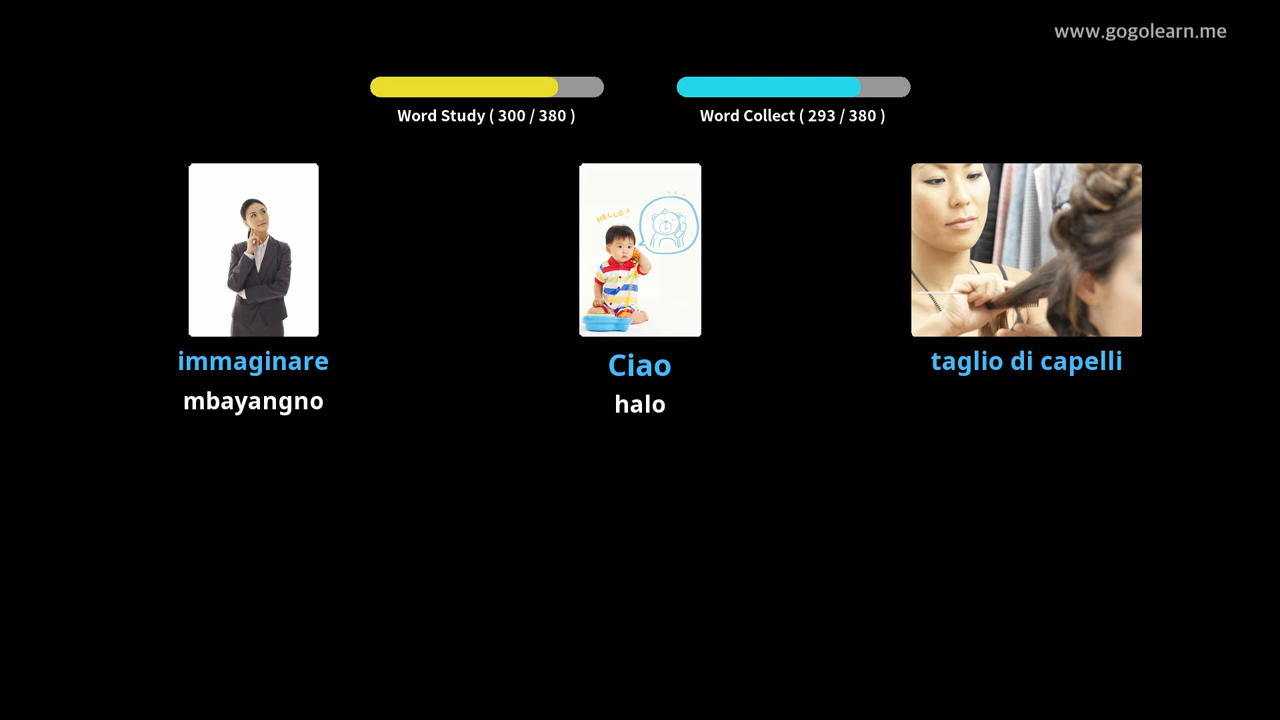 www.gogolearn.me
Word Study ( 300 / 380 )
Word Collect ( 293 / 380 )
HELLO?
immaginare
mbayangno
Ciao
halo
taglio di capelli